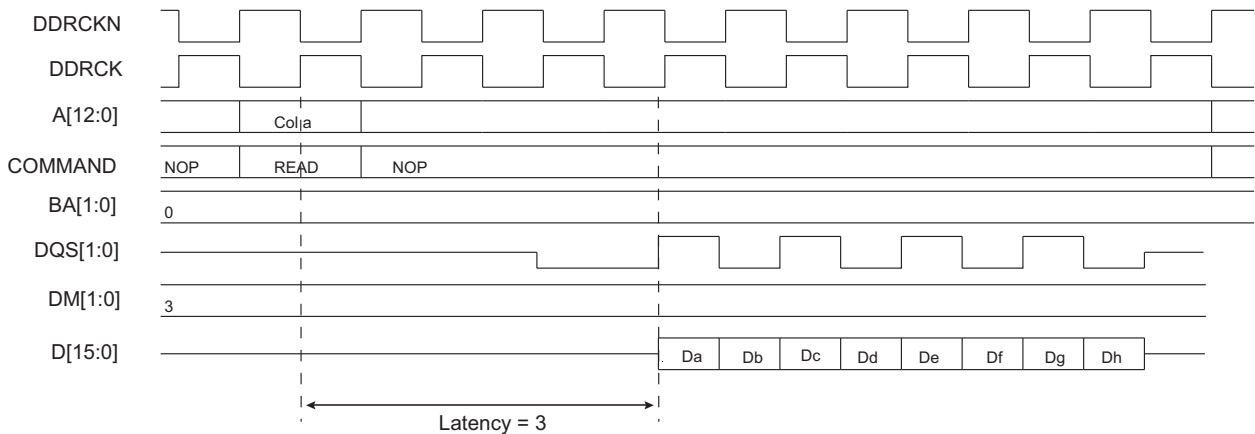 DDRCKN
DDRCK
A[12:0] Col a
COMMAND NOP READ NOP
BA[1:0] 0
DQS[1:0]
DM[1:0] 3
D[15:0] Da Db Dc Dd De Df Dg Dh
Latency = 3